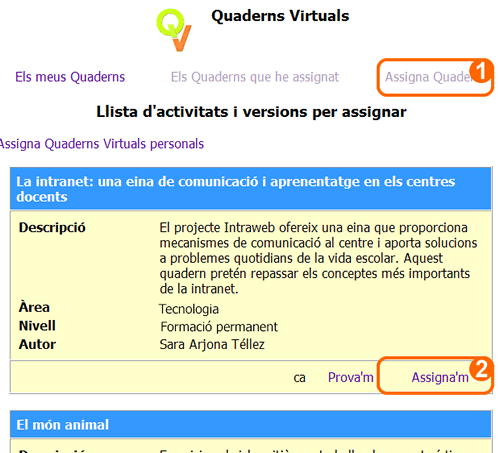 QV
Quaderns Virtuals
Els meus Quaderns
Els Quaderns que he assignat
Assigna Quade
1
Llista d'activitats i versions per assignar
Assigna Quaderns Virtuals personals
La intranet: una eina de comunicació i aprenentatge en els centres
docents
Descripció
El projecte Intraweb ofereix una eina que proporciona
mecanismes de comunicació al centre i aporta solucions
a problemes quotidians de la vida escolar. Aquest
quadern pretén repassar els conceptes més importants
de la intranet.
Àrea
Tecnologia
Nivell
Formació permanent
Autor
Sara Arjona Téllez
ca
Prova'm
Assigna'm
2
El món animal